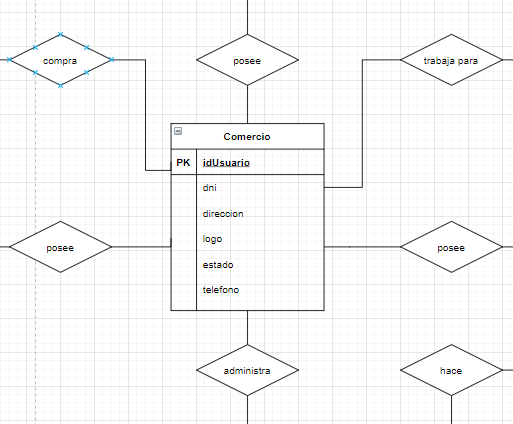 compra
posee
trabaja para
Comercio
PK idUsuario
dni
direccion
logo
estado
telefono
posee
posee
administra
hace